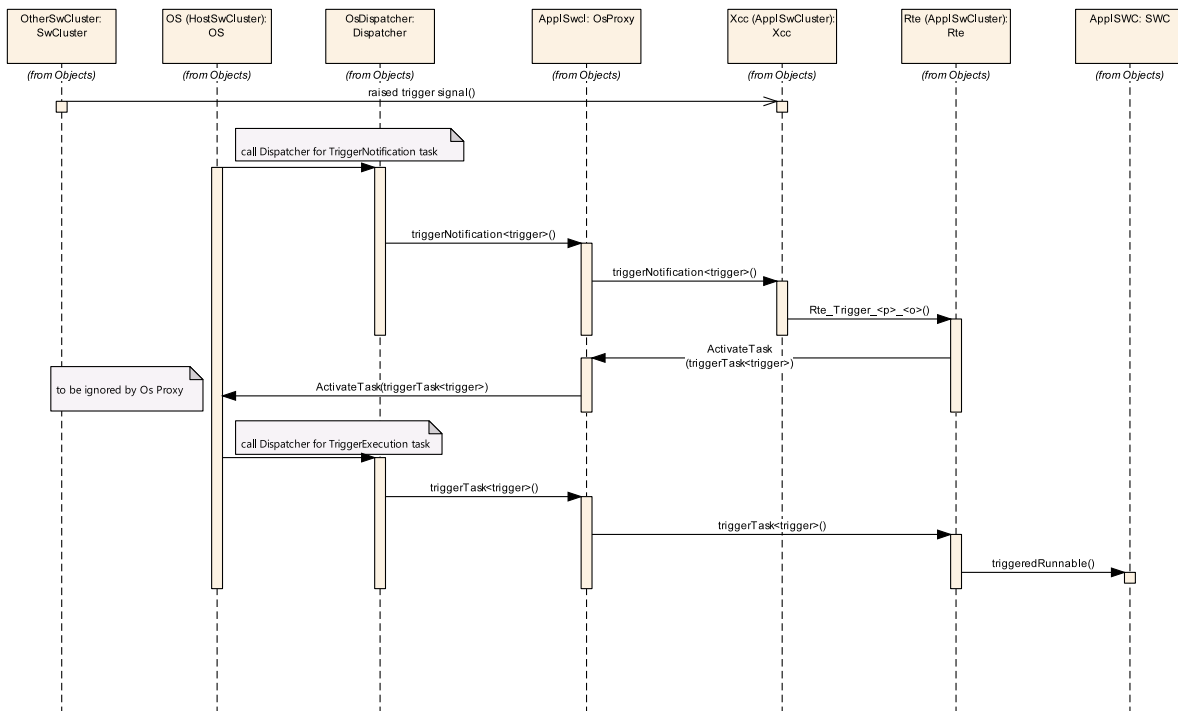 OtherSwCluster:
SwCluster
OS (HostSwCluster):
OS
OsDispatcher:
Dispatcher
ApplSwcl: OsProxy
Xcc (ApplSwCluster):
Xcc
Rte (ApplSwCluster):
Rte
ApplSWC: SWC
(from Objects)
(from Objects)
(from Objects)
(from Objects)
(from Objects)
(from Objects)
(from Objects)
raised trigger signal()
call Dispatcher for TriggerNotification task
triggerNotification<trigger>()
triggerNotification<trigger>()
Rte_Trigger_<p>_<o>()
ActivateTask
(triggerTask<trigger>)
to be ignored by Os Proxy
ActivateTask(triggerTask<trigger>)
call Dispatcher for TriggerExecution task
triggerTask<trigger>()
triggerTask<trigger>()
triggeredRunnable()